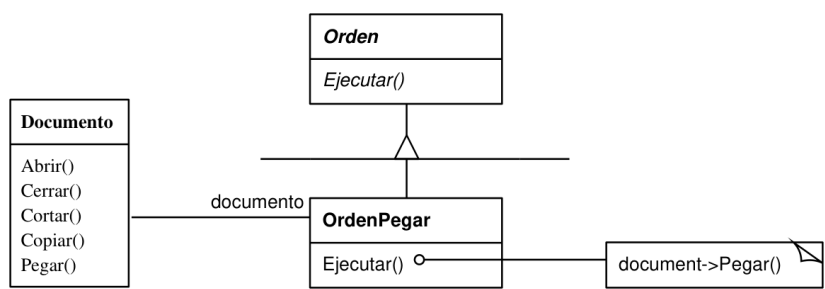 Orden
Ejecutar()
Documento
Abrir()
Cerrar()
Cortar()
Copiar()
Pegar()
documento
OrdenPegar
Ejecutar()
document->Pegar()